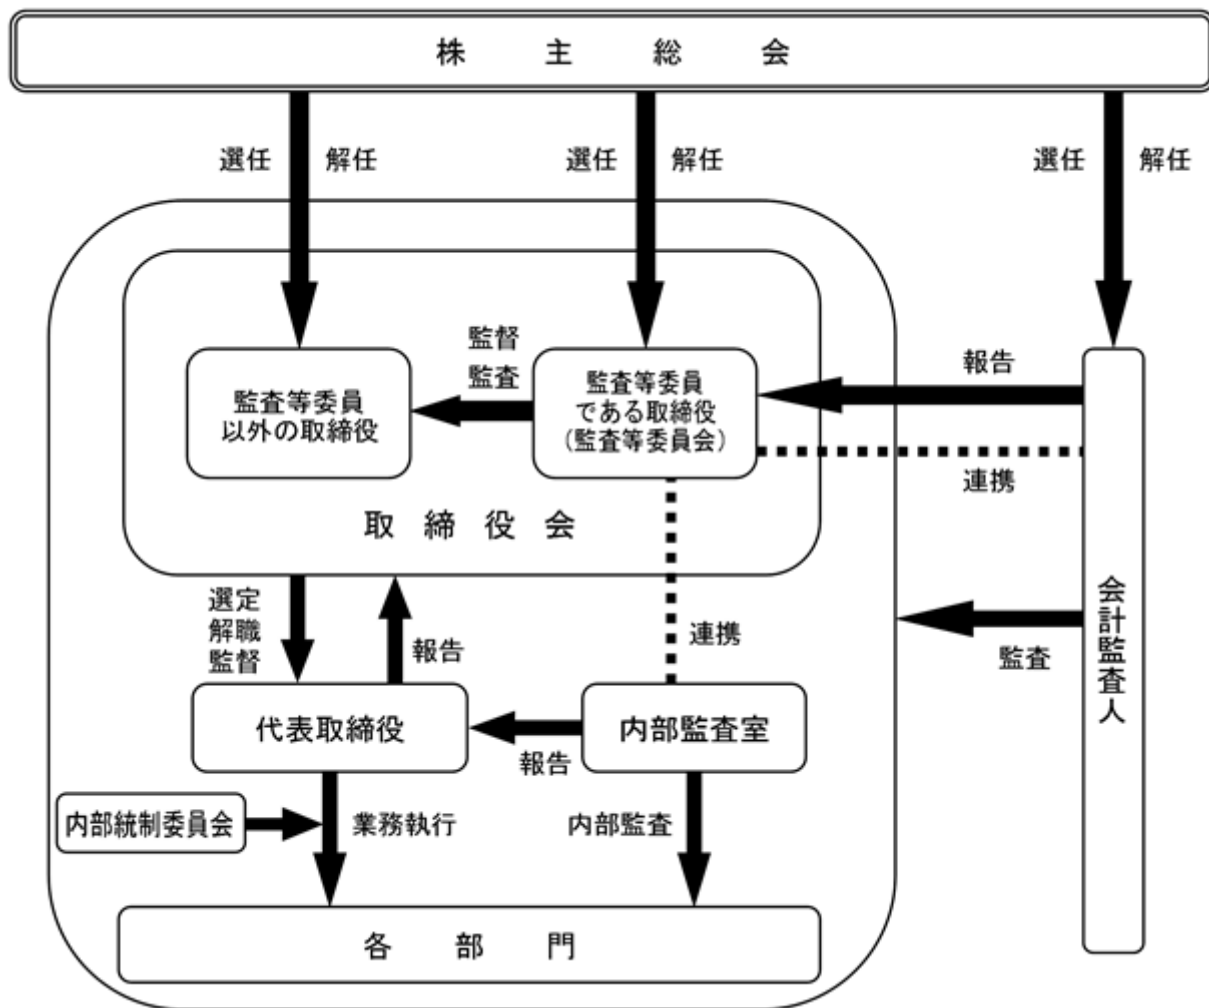 株主総会
選任 解任
選任 解任
選任 解任
監督
監査
監査等委員
以外の取締役
監査等委員
である取締役
(監査等委員会)
報告
連携
取締役会
選定
解職
監督
報告
連携
監査
会計監査人
代表取締役
報告
内部監査室
内部統制委員会
業務執行
内部監査
各部門